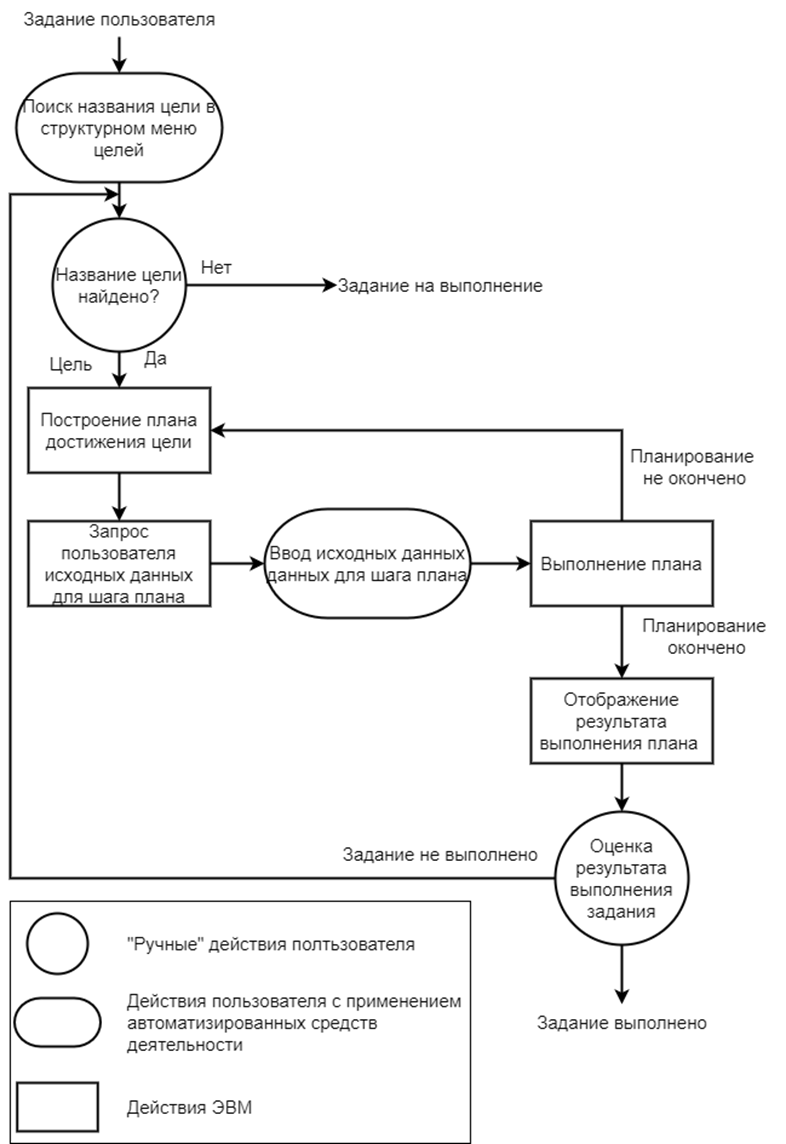 Задание пользователя
Поиск названия цели в
структурном меню
целей
Название цели
найдено?
Нет
Задание на выполнение
Цель
Да
Построение плана
достижения цели
Планирование
не окончено
Запрос
пользователя
исходных данных
для шага плана
Ввод исходных данных
данных для шага плана
Выполнение плана
Планирование
окончено
Отображение
результата
выполнения плана
Задание не выполнено
Оценка
результата
выполнения
задания
Задание выполнено
"Ручные" действия полтьзователя
Действия пользователя с применением
автоматизированных средств
деятельности
Действия ЭВМ